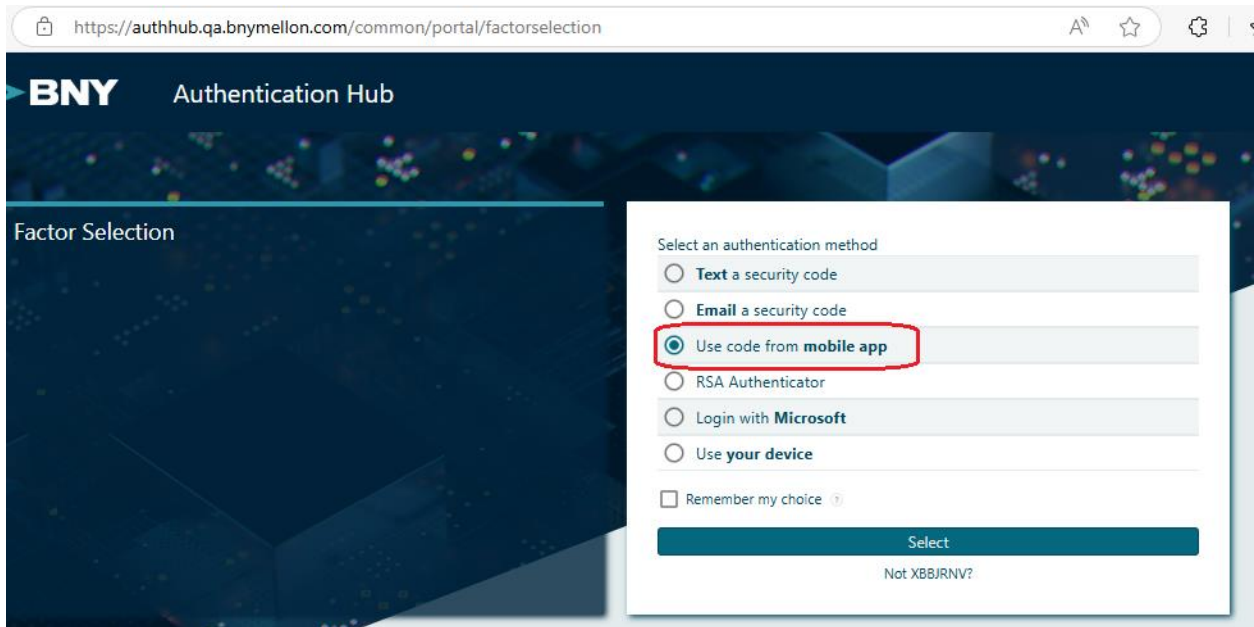 https://authhub.qa.bnymellon.com/common/portal/factorselection
BNY Authentication Hub
Factor Selection
Select an authentication method
Text a security code
Email a security code
Use code from mobile app
RSA Authenticator
Login with Microsoft
Use your device
Remember my choice ?
Select
Not XBBJRNV?